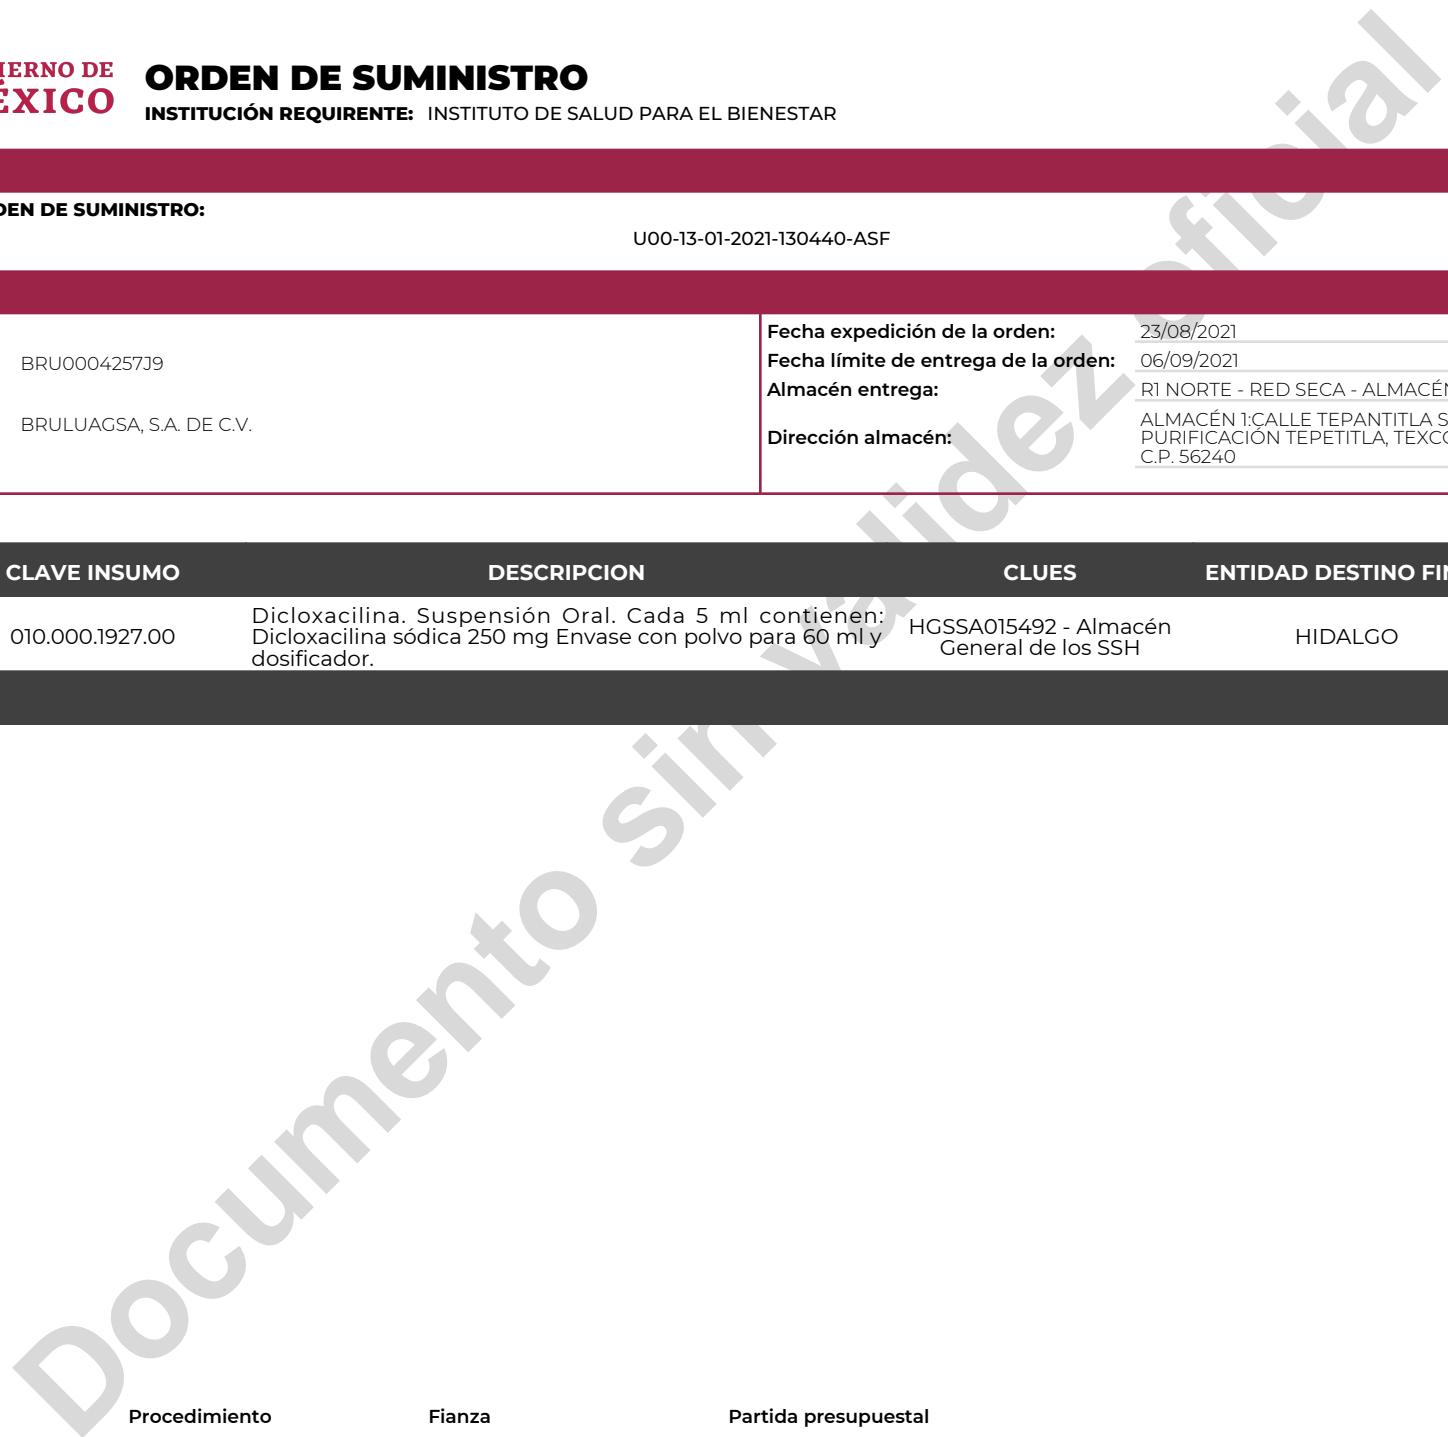 IERNO DE
ÉXICO
ORDEN DE SUMINISTRO
INSTITUCIÓN REQUIRENTE: INSTITUTO DE SALUD PARA EL BIENESTAR
DEN DE SUMINISTRO:
U00-13-01-2021-130440-ASF
BRU0004257J9
BRULUAGSA, S.A. DE C.V.
Fecha expedición de la orden: 23/08/2021
Fecha límite de entrega de la orden: 06/09/2021
Almacén entrega: R1 NORTE - RED SECA - ALMACÉN
Dirección almacén: ALMACÉN 1:CALLE TEPANTITLA S
PURIFICACIÓN TEPETITLA, TEXCO
C.P. 56240
CLAVE INSUMO DESCRIPCION CLUES ENTIDAD DESTINO FIN
010.000.1927.00
Dicloxacilina. Suspensión Oral. Cada 5 ml contienen:
Dicloxacilina sódica 250 mg Envase con polvo para 60 ml y
dosificador.
HGSSA015492 - Almacén
General de los SSH
HIDALGO
Documento sin validez oficial
Procedimiento Fianza Partida presupuestal